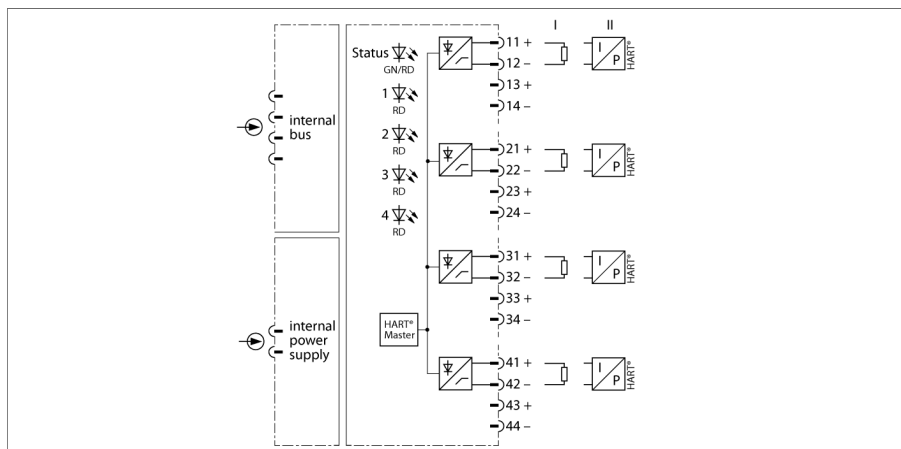 I II
Status
GN/RD
11 +
12 –
13 +
14 –
I
P
HART®
1
RD
internal
bus
2
RD
21 +
22 –
23 +
24 –
I
P
HART®
3
RD
4
RD
31 +
32 –
33 +
34 –
I
P
HART®
internal
power
supply
HART®
Master
41 +
42 –
43 +
44 –
I
P
HART®